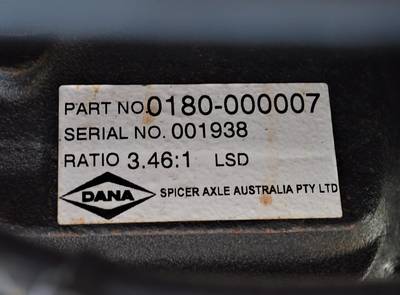 PART NO. 0180-000007
SERIAL NO. 001938
RATIO 3.46:1 LSD
DANA SPICER AXLE AUSTRALIA PTY LTD